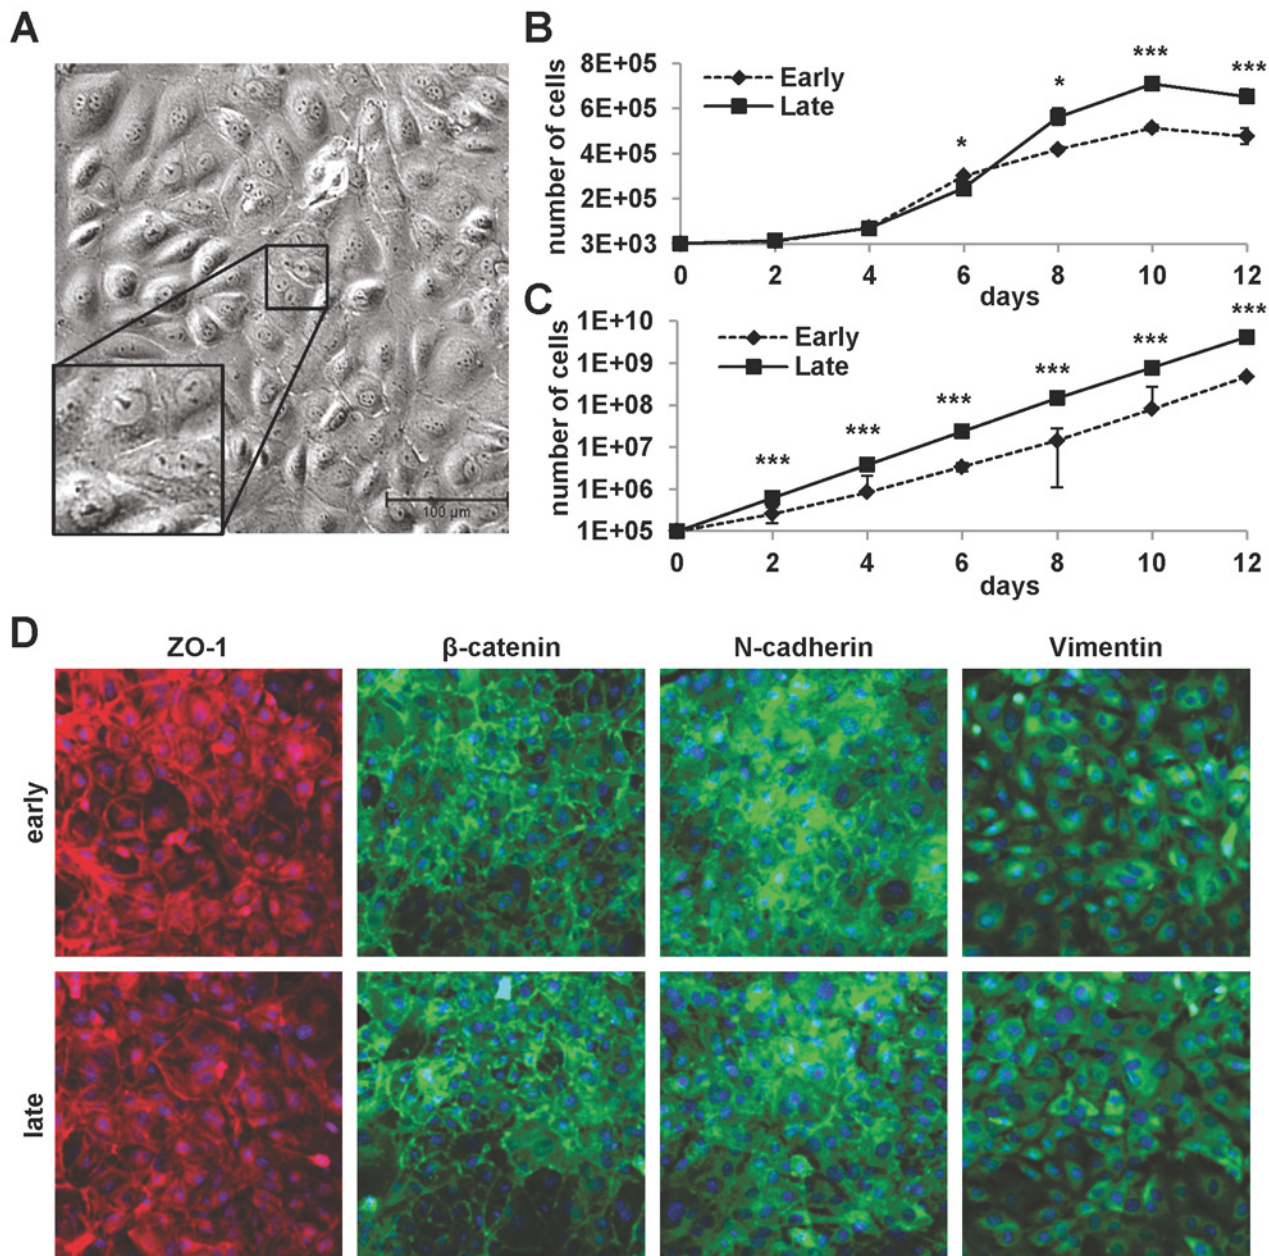 A
100 µm
B
number of cells
8E+05
6E+05
4E+05
2E+05
3E+03
Early
Late
*
*
***
***
0 2 4 6 8 10 12
days
C
number of cells
1E+10
1E+09
1E+08
1E+07
1E+06
1E+05
Early
Late
***
***
***
***
***
***
0 2 4 6 8 10 12
days
D
ZO-1 β-catenin N-cadherin Vimentin
early
late